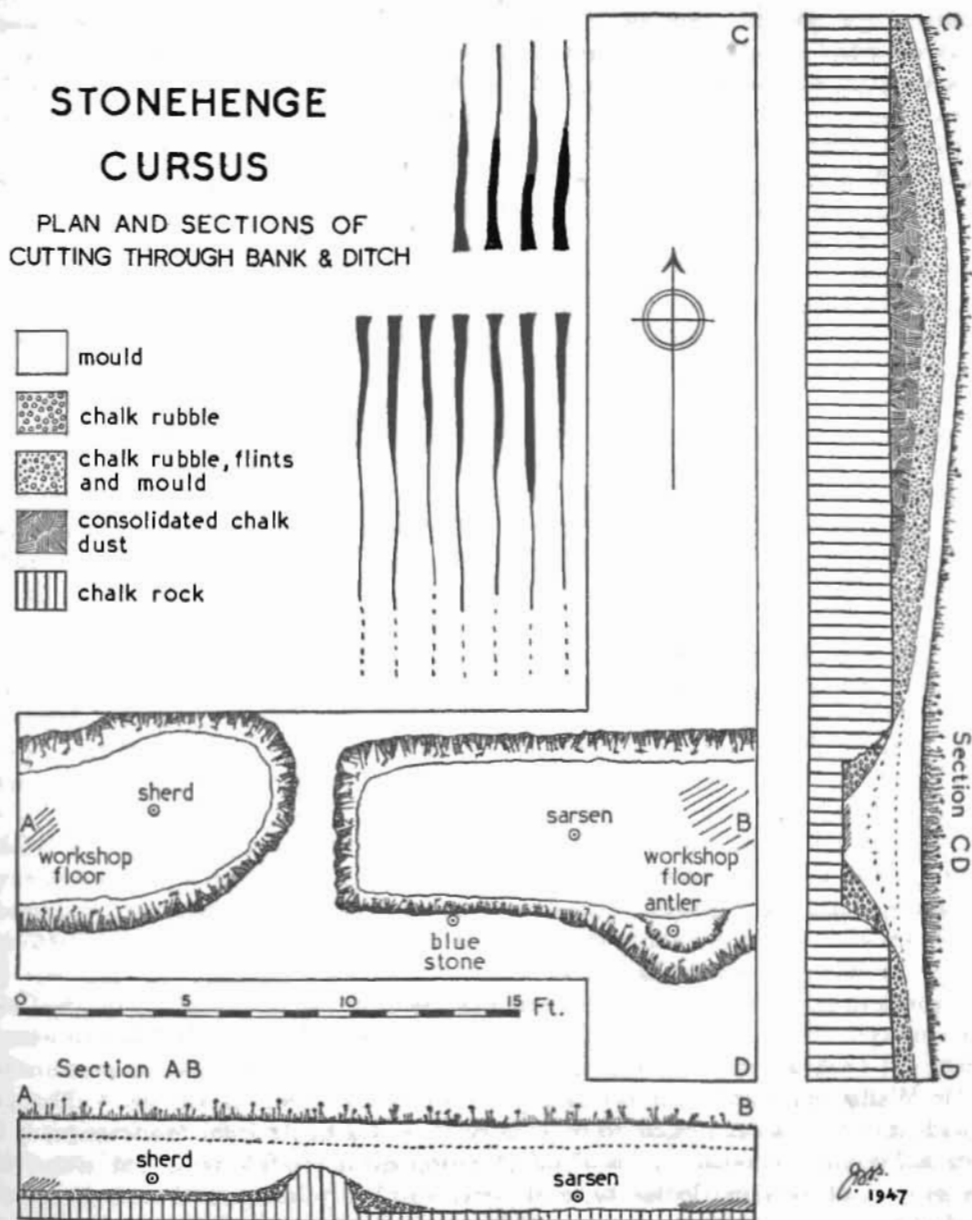 STONEHENGE
CURSUS
PLAN AND SECTIONS OF
CUTTING THROUGH BANK & DITCH
mould
chalk rubble
chalk rubble, flints
and mould
consolidated chalk
dust
chalk rock
C
C
sherd
A
workshop
floor
sarsen
B
workshop
floor
antler
blue
stone
Section CD
0 5 10 15 Ft.
D
D
Section AB
A
B
sherd
sarsen
1947